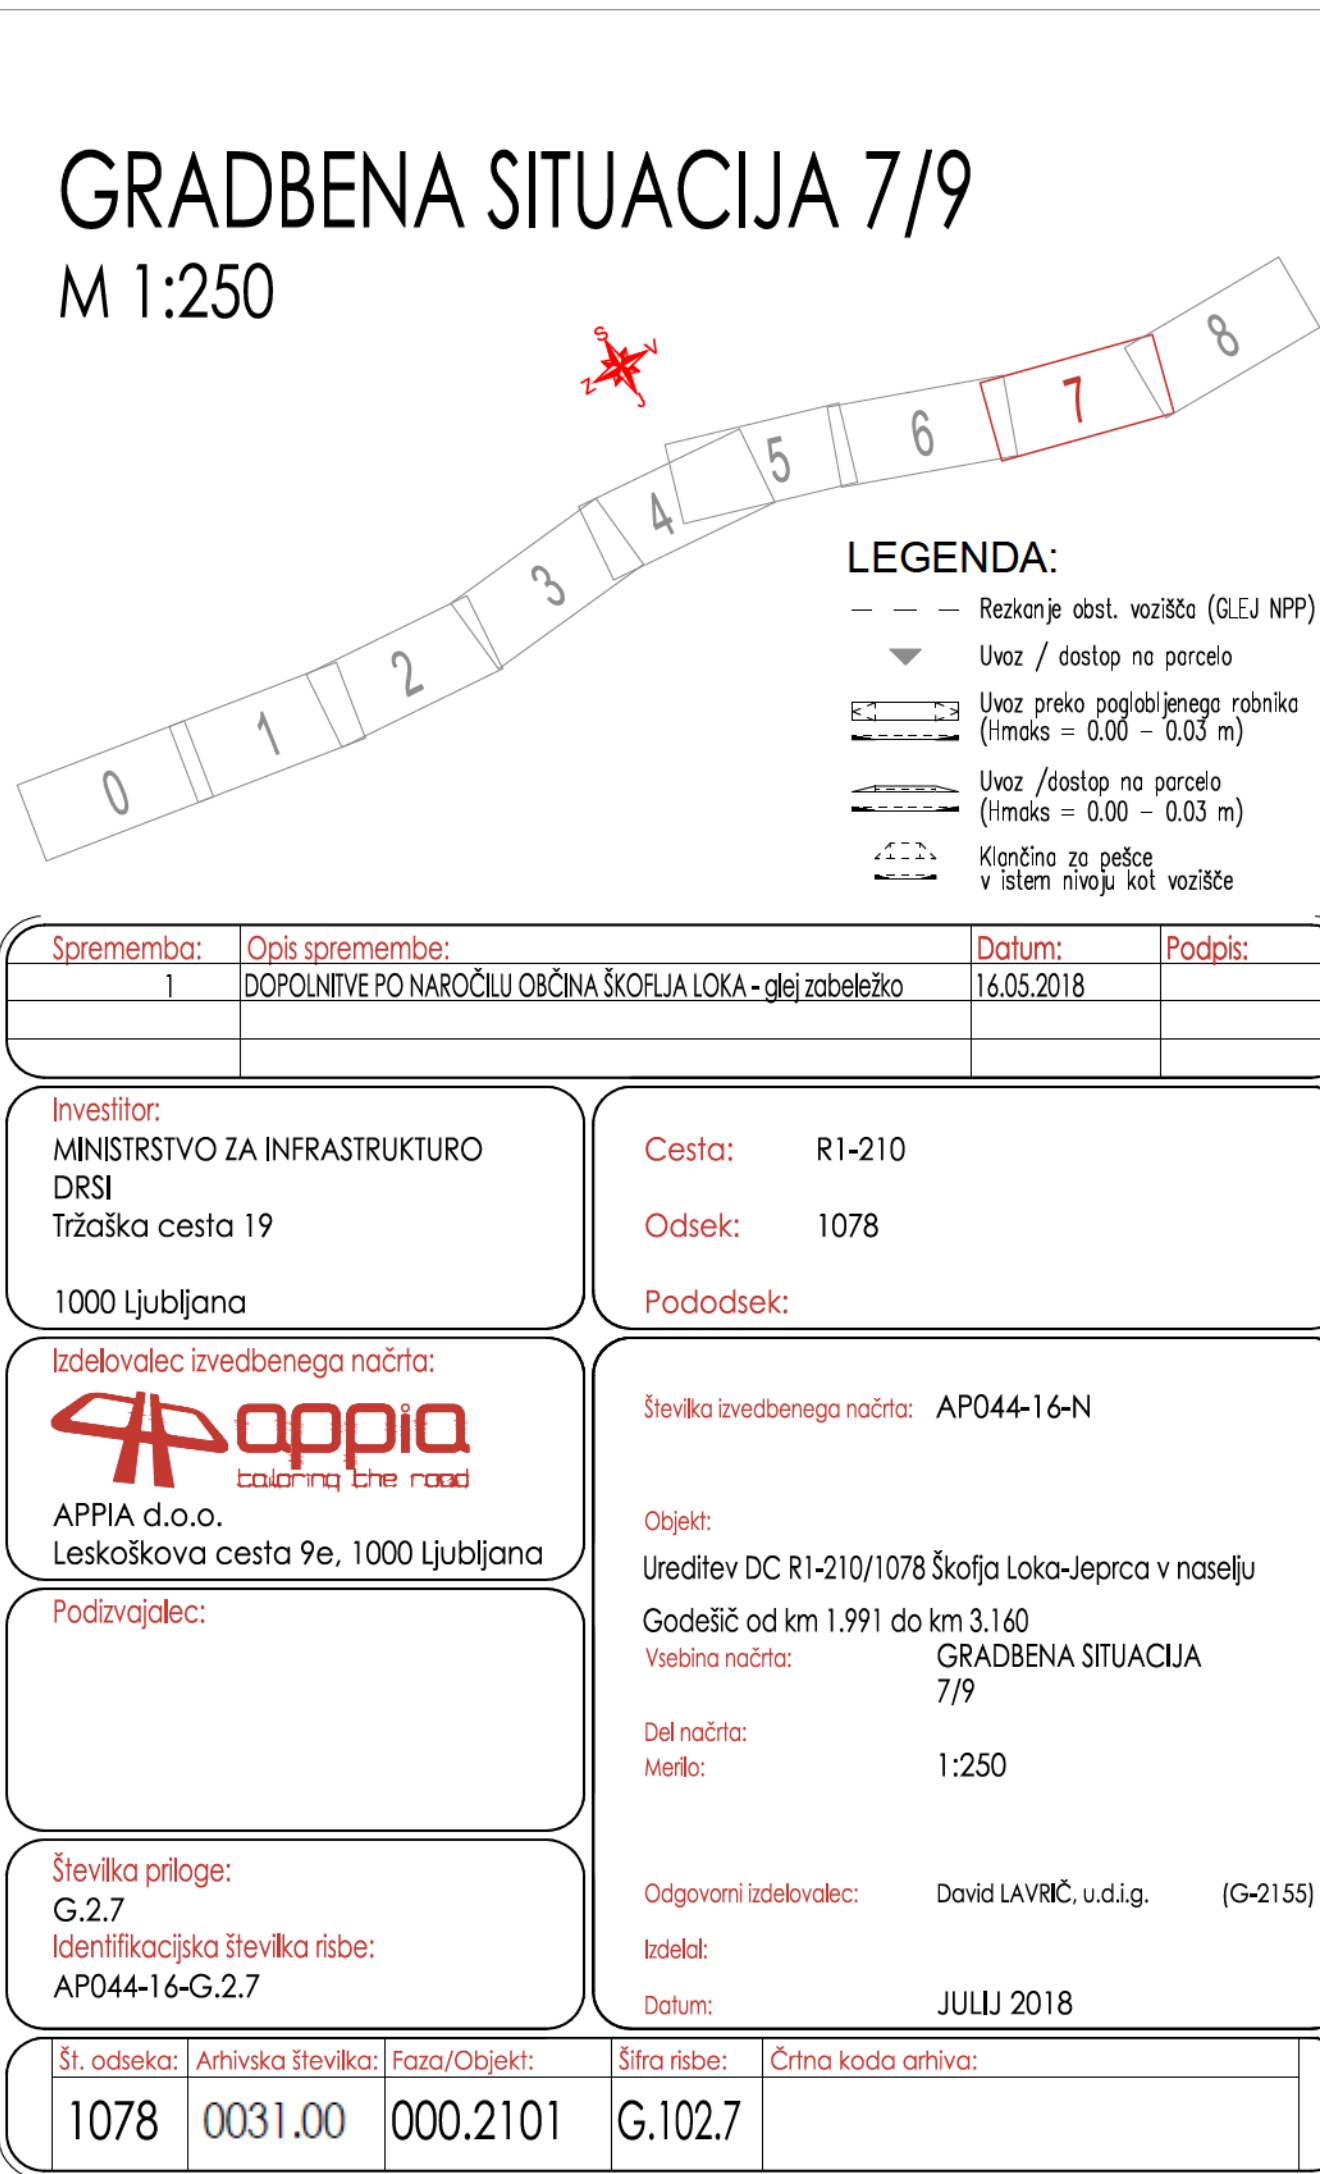 GRADBENA SITUACIJA 7/9
M 1:250
S
V
Z
J
0
1
2
3
4
5
6
7
8
LEGENDA:
Rezkanje obst. vozišča (GLEJ NPP)
Uvoz / dostop na parcelo
Uvoz preko poglobljenega robnika
(Hmaks = 0.00 – 0.03 m)
Uvoz /dostop na parcelo
(Hmaks = 0.00 – 0.03 m)
Klančina za pešce
v istem nivoju kot vozišče
Sprememba: Opis spremembe: Datum: Podpis:
1 DOPOLNITVE PO NAROČILU OBČINA ŠKOFLJA LOKA - glej zabeležko 16.05.2018
Investitor:
MINISTRSTVO ZA INFRASTRUKTURO
DRSI
Tržaška cesta 19
1000 Ljubljana
Cesta: R1-210
Odsek: 1078
Pododsek:
Izdelovalec izvedbenega načrta:
appia
tailoring the road
APPIA d.o.o.
Leskoškova cesta 9e, 1000 Ljubljana
Podizvajalec:
Številka priloge:
G.2.7
Identifikacijska številka risbe:
AP044-16-G.2.7
Številka izvedbenega načrta: AP044-16-N
Objekt:
Ureditev DC R1-210/1078 Škofja Loka-Jeprca v naselju
Godešič od km 1.991 do km 3.160
Vsebina načrta: GRADBENA SITUACIJA
7/9
Del načrta:
Merilo: 1:250
Odgovorni izdelovalec: David LAVRIČ, u.d.i.g. (G-2155)
Izdelal:
Datum: JULIJ 2018
Št. odseka: Arhivska številka: Faza/Objekt: Šifra risbe: Črtna koda arhiva:
1078 0031.00 000.2101 G.102.7